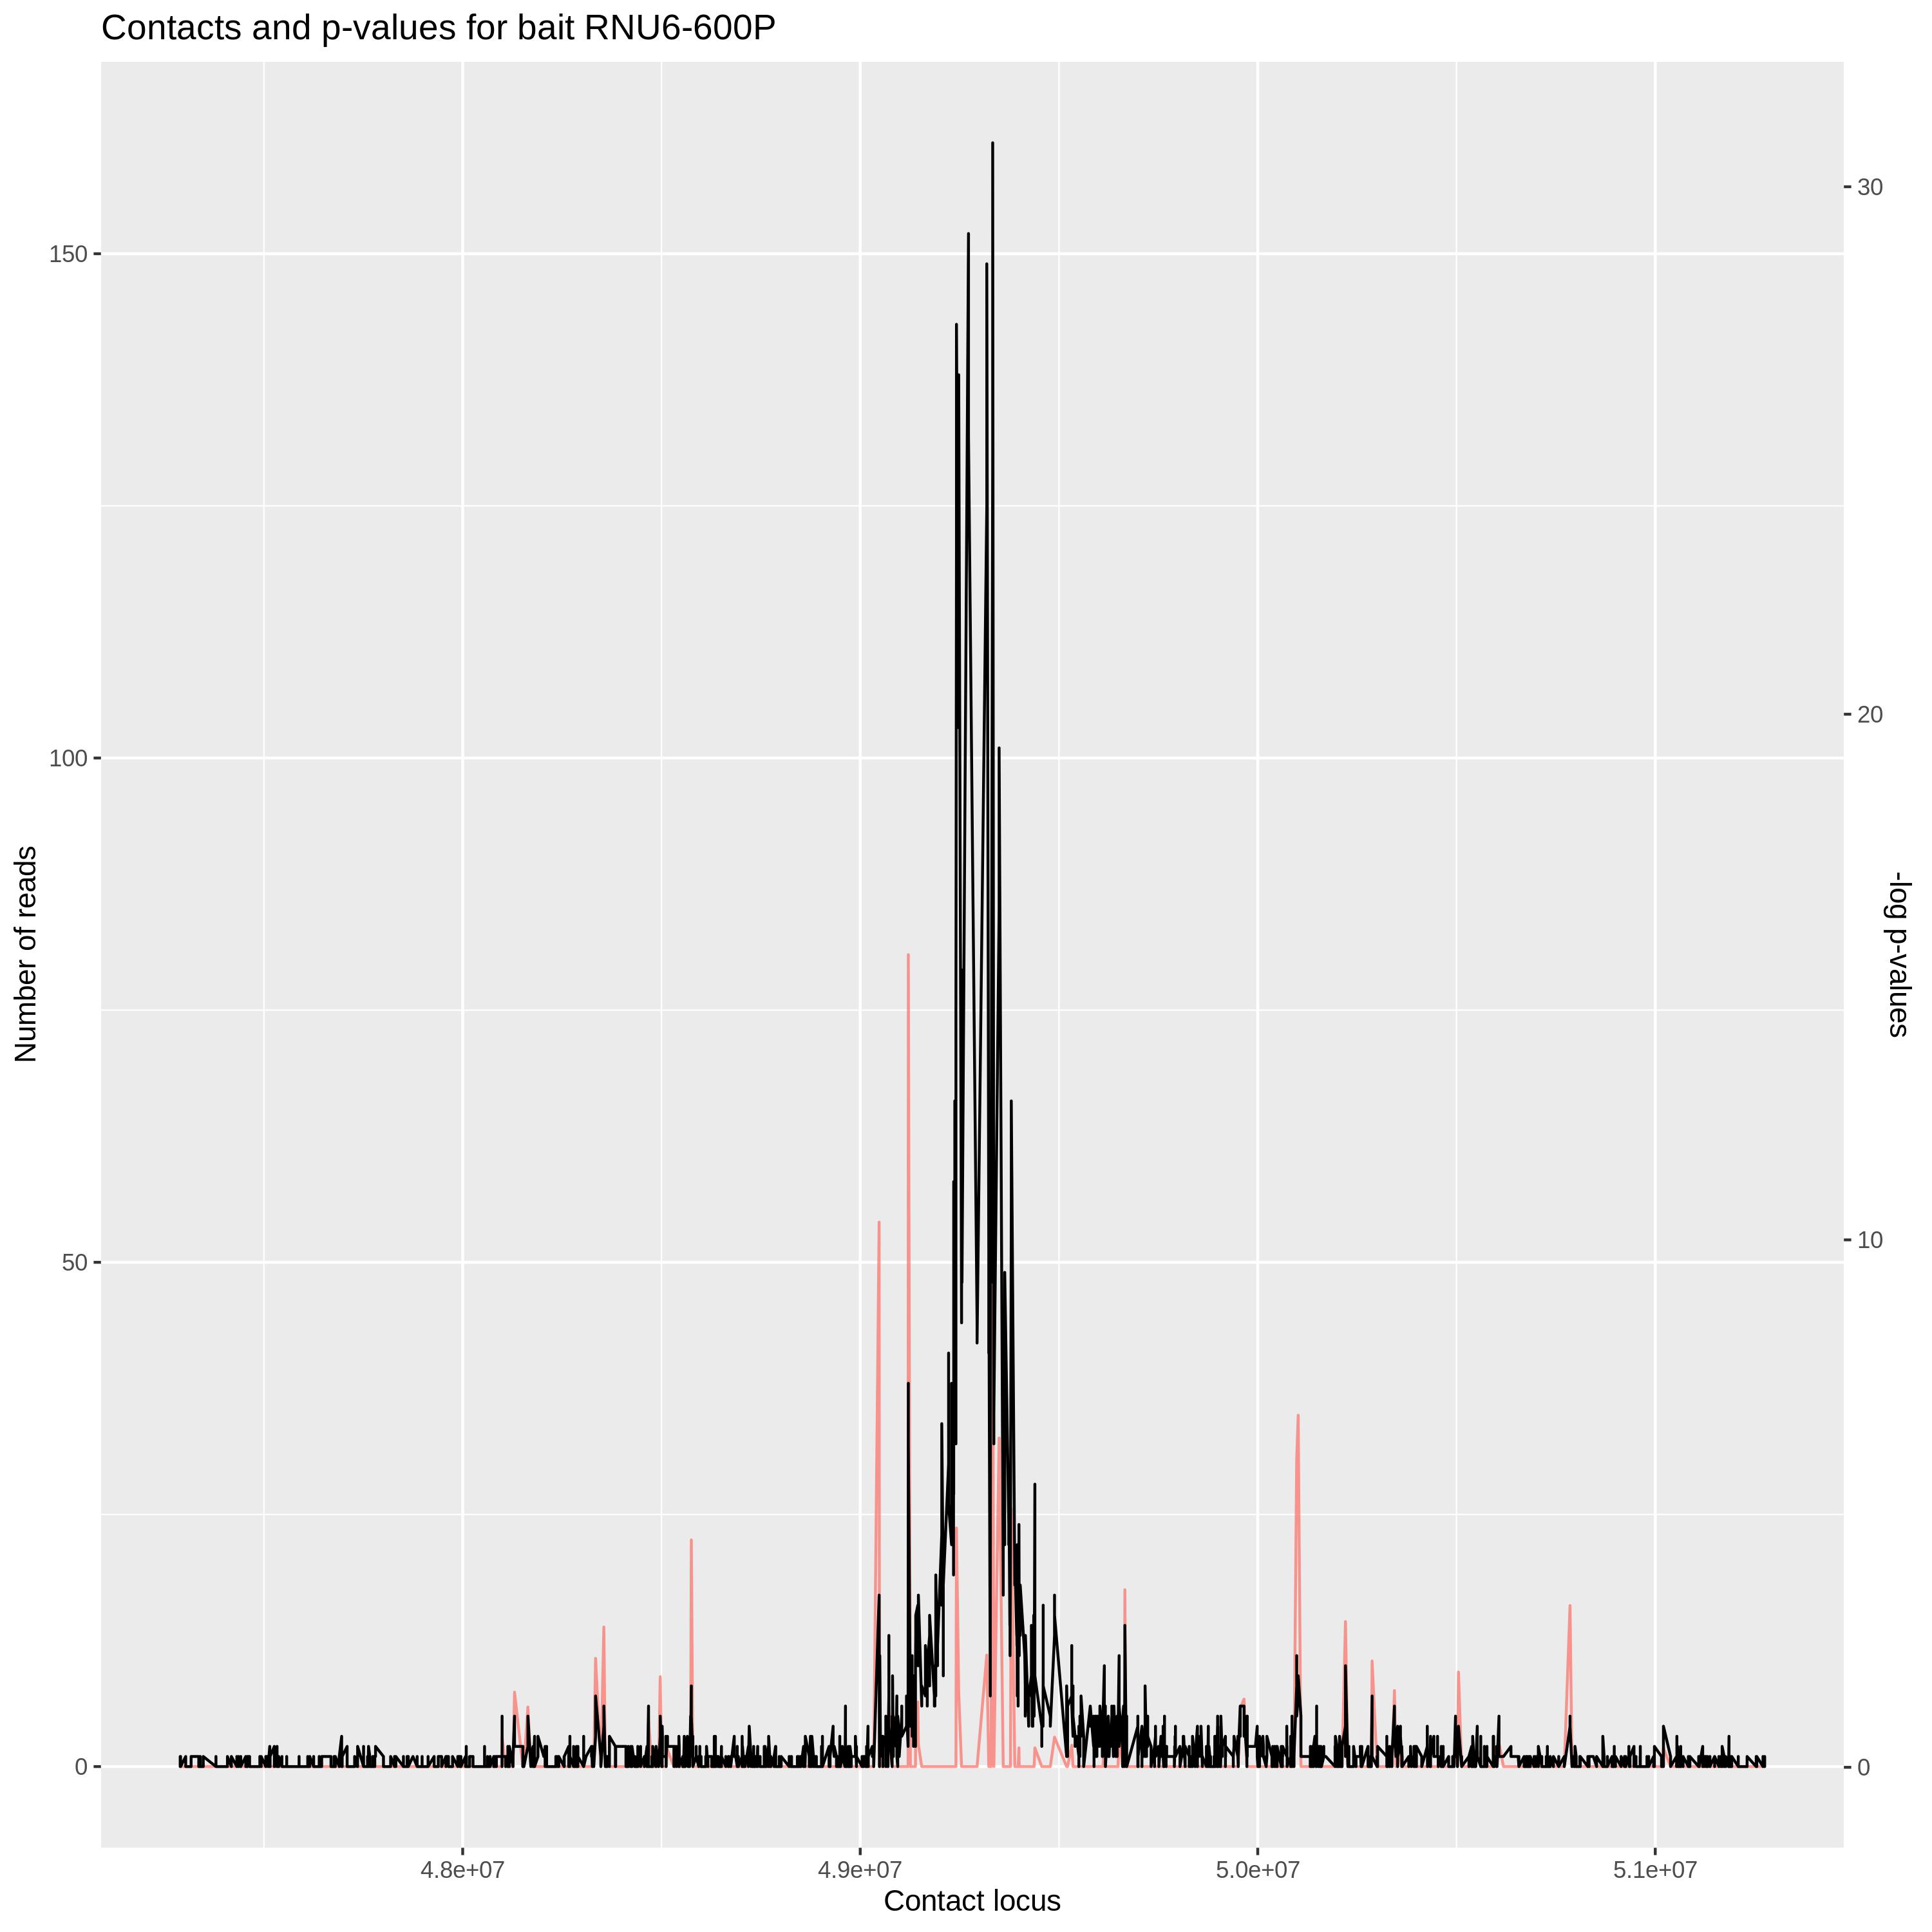 Contacts and p-values for bait RNU6-600P
150
100
50
0
Number of reads
30
20
10
0
-log p-values
4.8e+07
4.9e+07
5.0e+07
5.1e+07
Contact locus